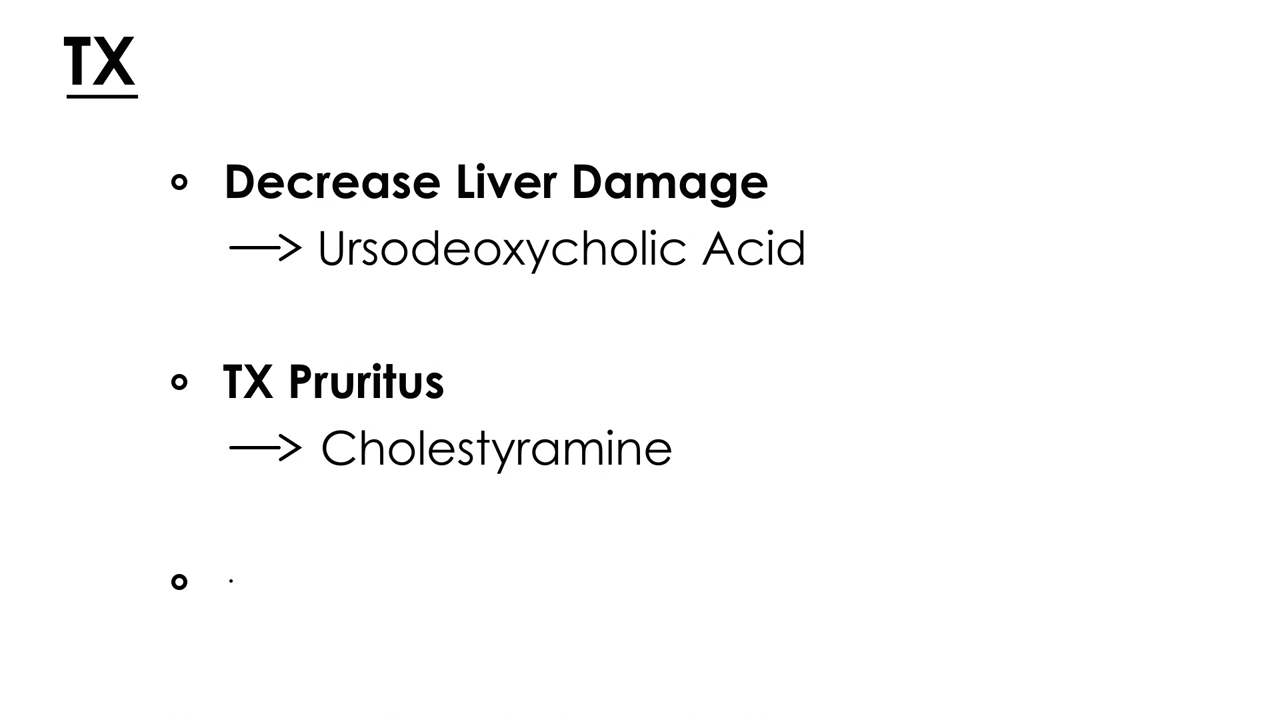 TX
Decrease Liver Damage
Ursodeoxycholic Acid
TX Pruritus
Cholestyramine